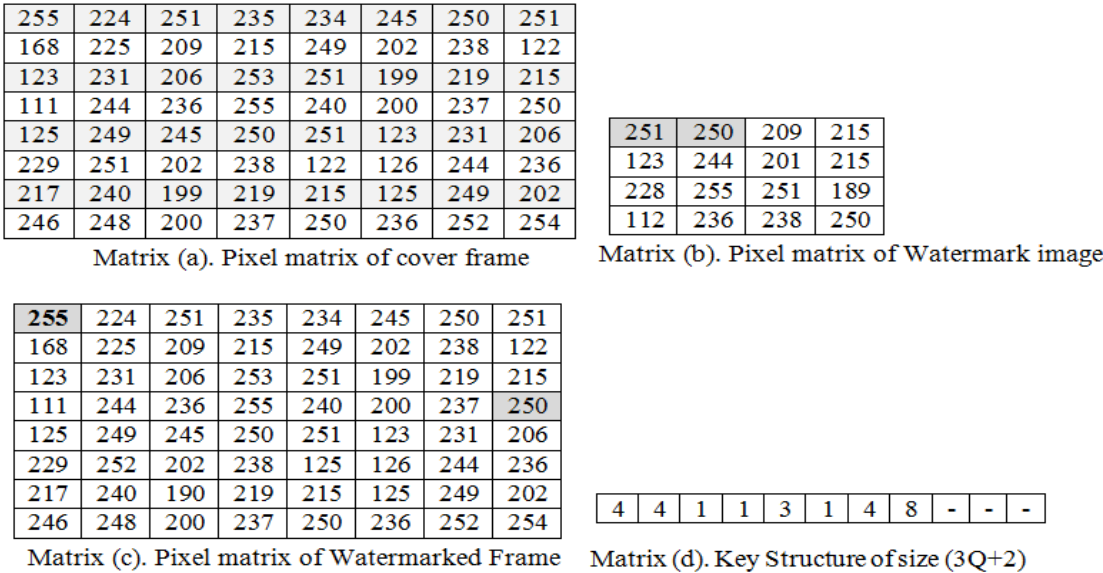 255 224 251 235 234 245 250 251
168 225 209 215 249 202 238 122
123 231 206 253 251 199 219 215
111 244 236 255 240 200 237 250
125 249 245 250 251 123 231 206
229 251 202 238 122 126 244 236
217 240 199 219 215 125 249 202
246 248 200 237 250 236 252 254
Matrix (a). Pixel matrix of cover frame
251 250 209 215
123 244 201 215
228 255 251 189
112 236 238 250
Matrix (b). Pixel matrix of Watermark image
255 224 251 235 234 245 250 251
168 225 209 215 249 202 238 122
123 231 206 253 251 199 219 215
111 244 236 255 240 200 237 250
125 249 245 250 251 123 231 206
229 252 202 238 125 126 244 236
217 240 190 219 215 125 249 202
246 248 200 237 250 236 252 254
Matrix (c). Pixel matrix of Watermarked Frame
4 4 1 1 3 1 4 8 - - -
Matrix (d). Key Structure of size (3Q+2)